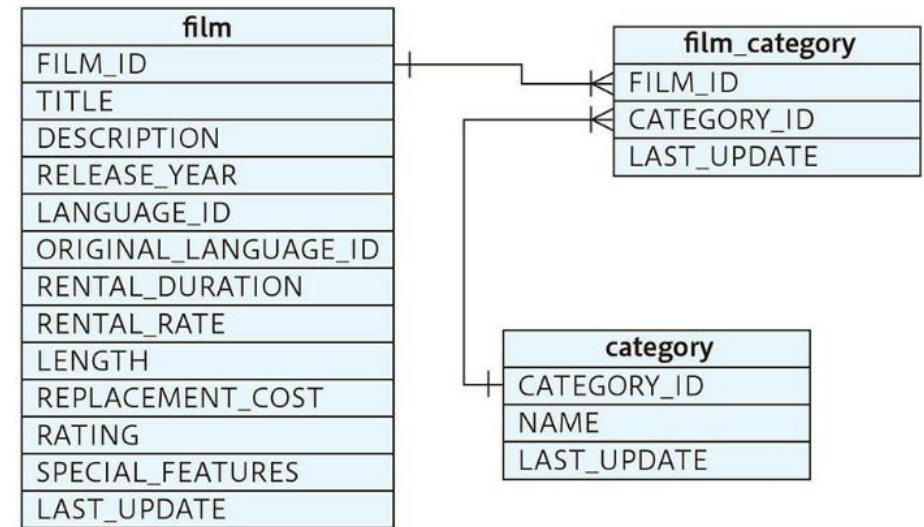 film
FILM_ID
TITLE
DESCRIPTION
RELEASE_YEAR
LANGUAGE_ID
ORIGINAL_LANGUAGE_ID
RENTAL_DURATION
RENTAL_RATE
LENGTH
REPLACEMENT_COST
RATING
SPECIAL_FEATURES
LAST_UPDATE
film_category
FILM_ID
CATEGORY_ID
LAST_UPDATE
category
CATEGORY_ID
NAME
LAST_UPDATE